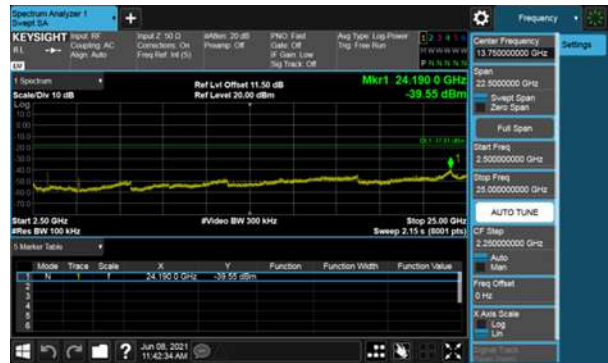 Spectrum Analyzer 1
Swept SA
+
Frequency
KEYSIGHT
Input: RF
Input Z: 50 Ω
#Atten: 20 dB
PNO: Fast
Avg Type: Log-Power
1 2 3 4 5 6
RL
Coupling: AC
Corrections: On
Preamp: Off
Gate: Off
Trig: Free Run
M W W W W W
Align: Auto
Freq Ref: Int (S)
IF Gain: Low
P N N N N N
Sig Track: Off
Center Frequency
13.750000000 GHz
Settings
Span
22.5000000 GHz
Swept Span
Zero Span
Full Span
Start Freq
2.500000000 GHz
Stop Freq
25.000000000 GHz
AUTO TUNE
CF Step
2.250000000 GHz
Auto
Man
Freq Offset
0 Hz
X Axis Scale
Log
Lin
1 Spectrum
Scale/Div 10 dB
Ref Lvl Offset 11.50 dB
Ref Level 20.00 dBm
Mkr1 24.190 0 GHz
-39.55 dBm
Log
10.0
0.00
-10.0
-20.0
-30.0
-40.0
-50.0
-60.0
-70.0
1
Start 2.50 GHz
#Video BW 300 kHz
Stop 25.00 GHz
#Res BW 100 kHz
Sweep 2.15 s (8001 pts)
5 Marker Table
Mode Trace Scale X Y Function Function Width Function Value
1 N 1 f 24.190 0 GHz -39.55 dBm
2
3
4
5
6
?
Jun 08, 2021
11:42:34 AM